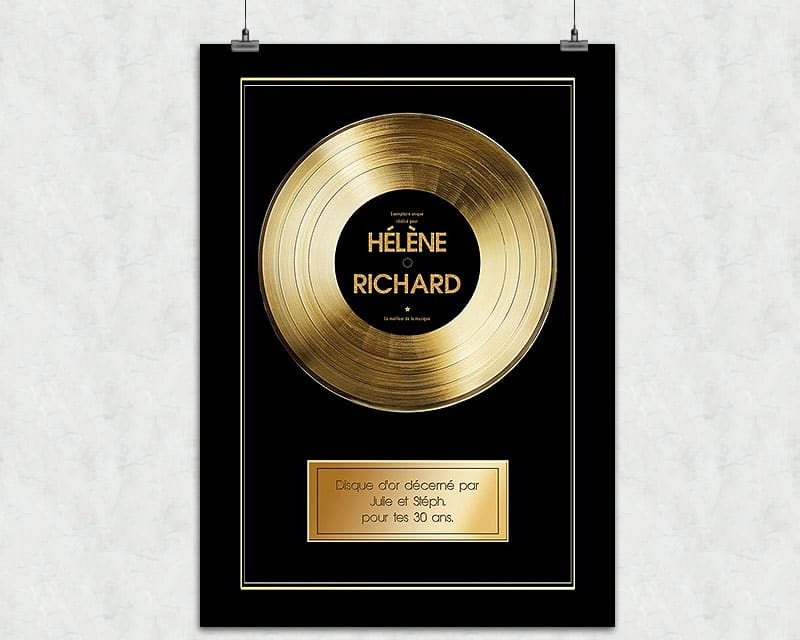 Exemplaire unique
réalisé pour
HÉLÈNE
RICHARD
Le meilleur de la musique
Disque d'or décerné par
Julie et Stéph.
pour tes 30 ans.